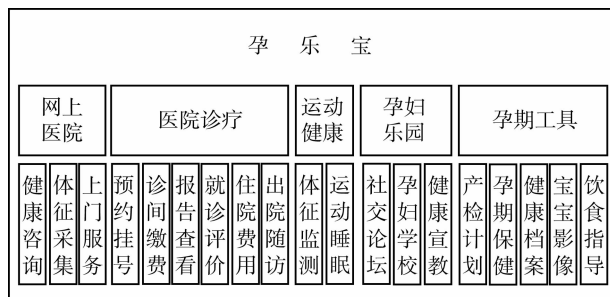 孕乐宝
网上医院
医院诊疗
运动健康
孕妇乐园
孕期工具
健康咨询
体征采集
上门服务
预约挂号
诊间缴费
报告查看
就诊评价
住院费用
出院随访
体征监测
运动睡眠
社交论坛
孕妇学校
健康宣教
产检计划
孕期保健
健康档案
宝宝影像
饮食指导